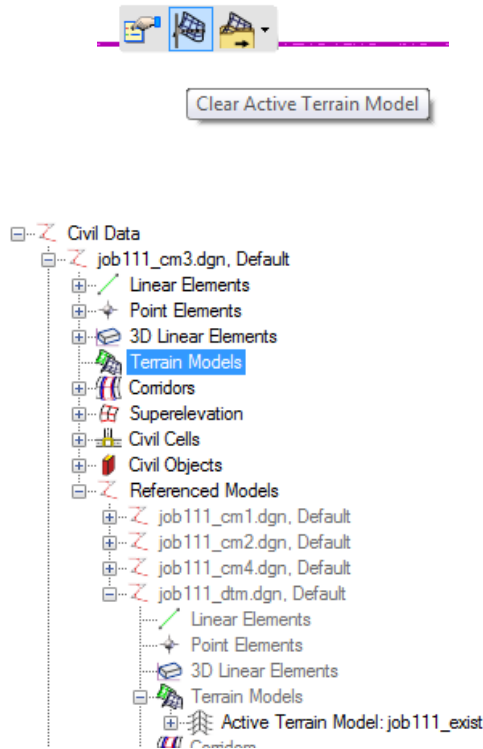 Clear Active Terrain Model
Civil Data
job111_cm3.dgn, Default
Linear Elements
Point Elements
3D Linear Elements
Terrain Models
Corridors
Superelevation
Civil Cells
Civil Objects
Referenced Models
job111_cm1.dgn, Default
job111_cm2.dgn, Default
job111_cm4.dgn, Default
job111_dtm.dgn, Default
Linear Elements
Point Elements
3D Linear Elements
Terrain Models
Active Terrain Model: job111_exist
Corridors